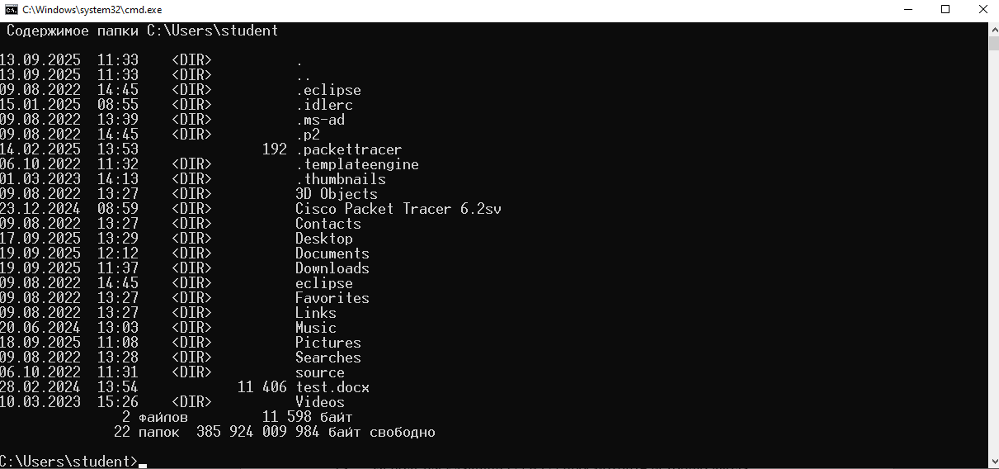 C:\Windows\system32\cmd.exe
Содержимое папки C:\Users\student
13.09.2025  11:33    <DIR>          .
13.09.2025  11:33    <DIR>          ..
09.08.2022  14:45    <DIR>          .eclipse
15.01.2025  08:55    <DIR>          .idlerc
09.08.2022  13:39    <DIR>          .ms-ad
09.08.2022  14:45    <DIR>          .p2
14.02.2025  13:53               192 .packettracer
06.10.2022  11:32    <DIR>          .templateengine
01.03.2023  14:13    <DIR>          .thumbnails
09.08.2022  13:27    <DIR>          3D Objects
23.12.2024  08:59    <DIR>          Cisco Packet Tracer 6.2sv
09.08.2022  13:27    <DIR>          Contacts
17.09.2025  13:29    <DIR>          Desktop
19.09.2025  12:12    <DIR>          Documents
19.09.2025  11:37    <DIR>          Downloads
09.08.2022  14:45    <DIR>          eclipse
09.08.2022  13:27    <DIR>          Favorites
09.08.2022  13:27    <DIR>          Links
20.06.2024  13:03    <DIR>          Music
18.09.2025  11:08    <DIR>          Pictures
09.08.2022  13:28    <DIR>          Searches
06.10.2022  11:31    <DIR>          source
28.02.2024  13:54            11 406 test.docx
10.03.2023  15:26    <DIR>          Videos
2 файлов         11 598 байт
22 папок  385 924 009 984 байт свободно
C:\Users\student>